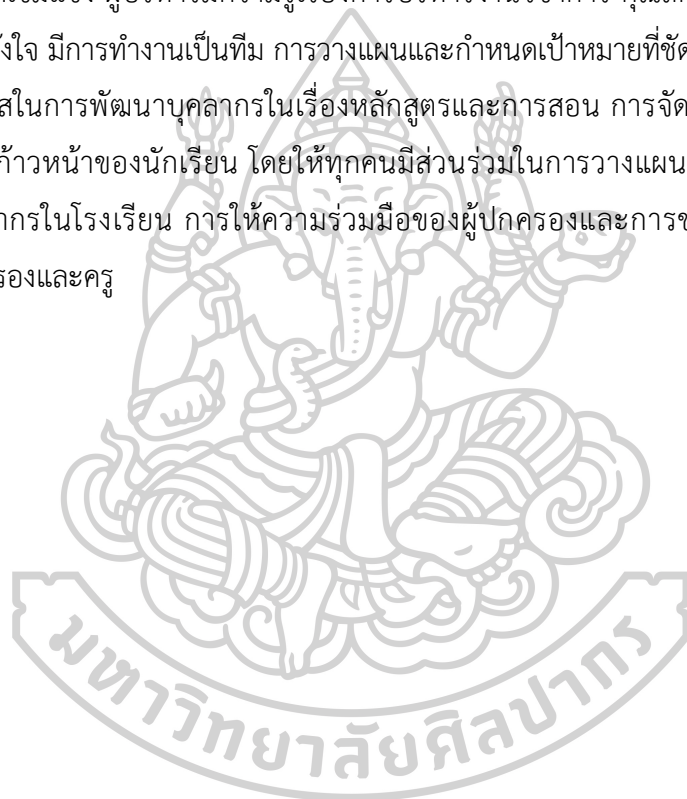 ังใจ มีการทำงานเป็นทีม การวางแผนและกำหนดเป้าหมายที่ชัด
สในการพัฒนาบุคลากรในเรื่องหลักสูตรและการสอน การจัด
ก้าวหน้าของนักเรียน โดยให้ทุกคนมีส่วนร่วมในการวางแผน
ากรในโรงเรียน การให้ความร่วมมือของผู้ปกครองและการข
รองและครู
มหาวิทยาลัยศิลปากร